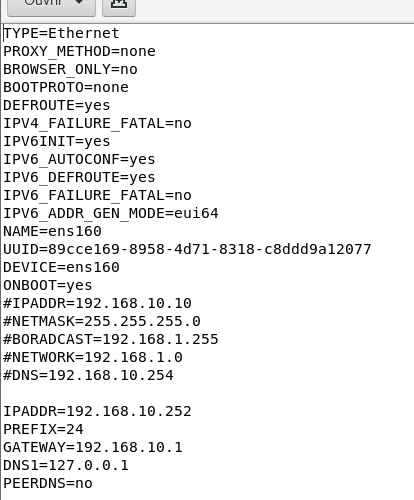 TYPE=Ethernet
PROXY_METHOD=none
BROWSER_ONLY=no
BOOTPROTO=none
DEFROUTE=yes
IPV4_FAILURE_FATAL=no
IPV6INIT=yes
IPV6_AUTOCONF=yes
IPV6_DEFROUTE=yes
IPV6_FAILURE_FATAL=no
IPV6_ADDR_GEN_MODE=eui64
NAME=ens160
UUID=89cce169-8958-4d71-8318-c8ddd9a12077
DEVICE=ens160
ONBOOT=yes
#IPADDR=192.168.10.10
#NETMASK=255.255.255.0
#BORADCAST=192.168.1.255
#NETWORK=192.168.1.0
#DNS=192.168.10.254
IPADDR=192.168.10.252
PREFIX=24
GATEWAY=192.168.10.1
DNS1=127.0.0.1
PEERDNS=no